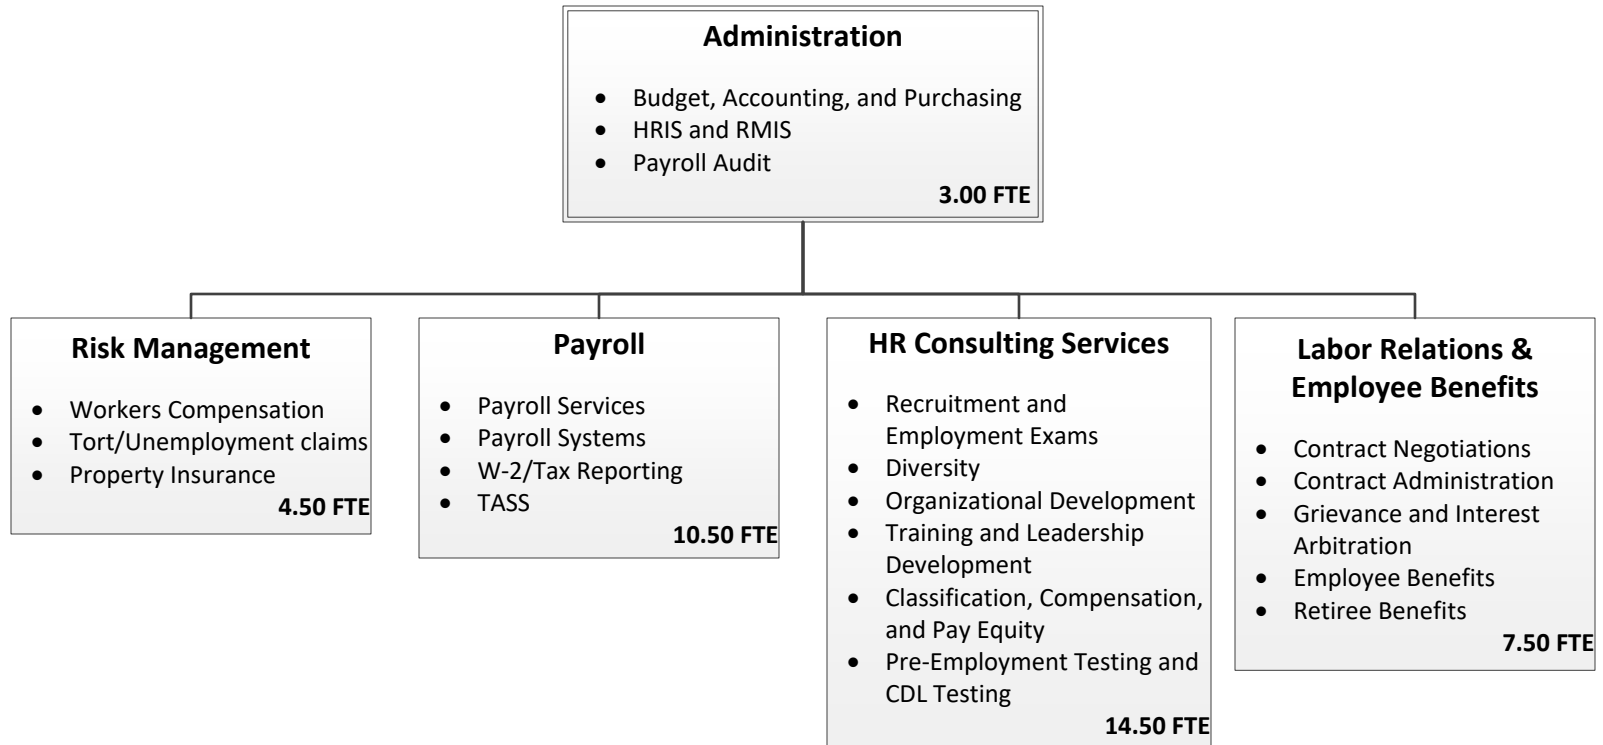 Administration
• Budget, Accounting, and Purchasing
• HRIS and RMIS
• Payroll Audit
3.00 FTE
Risk Management
• Workers Compensation
• Tort/Unemployment claims
• Property Insurance
4.50 FTE
Payroll
• Payroll Services
• Payroll Systems
• W-2/Tax Reporting
• TASS
10.50 FTE
HR Consulting Services
• Recruitment and
Employment Exams
• Diversity
• Organizational Development
• Training and Leadership
Development
• Classification, Compensation,
and Pay Equity
• Pre-Employment Testing and
CDL Testing
14.50 FTE
Labor Relations &
Employee Benefits
• Contract Negotiations
• Contract Administration
• Grievance and Interest
Arbitration
• Employee Benefits
• Retiree Benefits
7.50 FTE